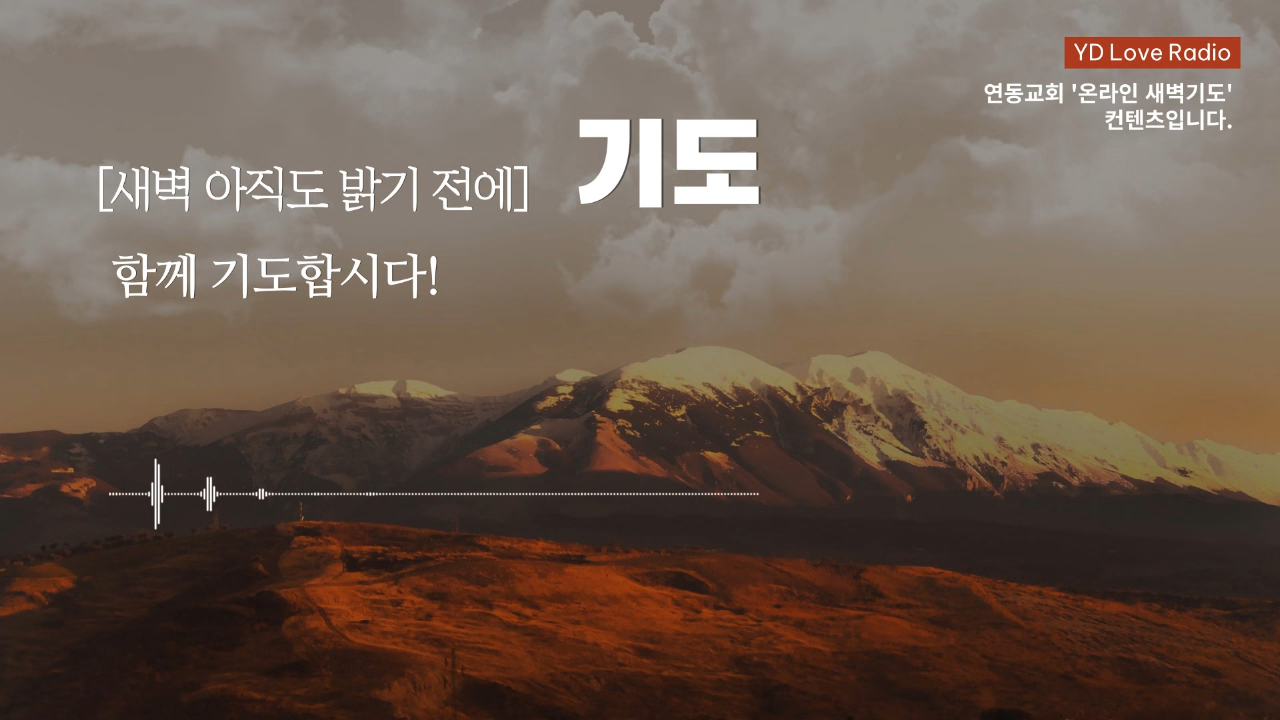 YD Love Radio
연동교회 '온라인 새벽기도'
컨텐츠입니다.
[새벽 아직도 밝기 전에] 기도
함께 기도합시다!